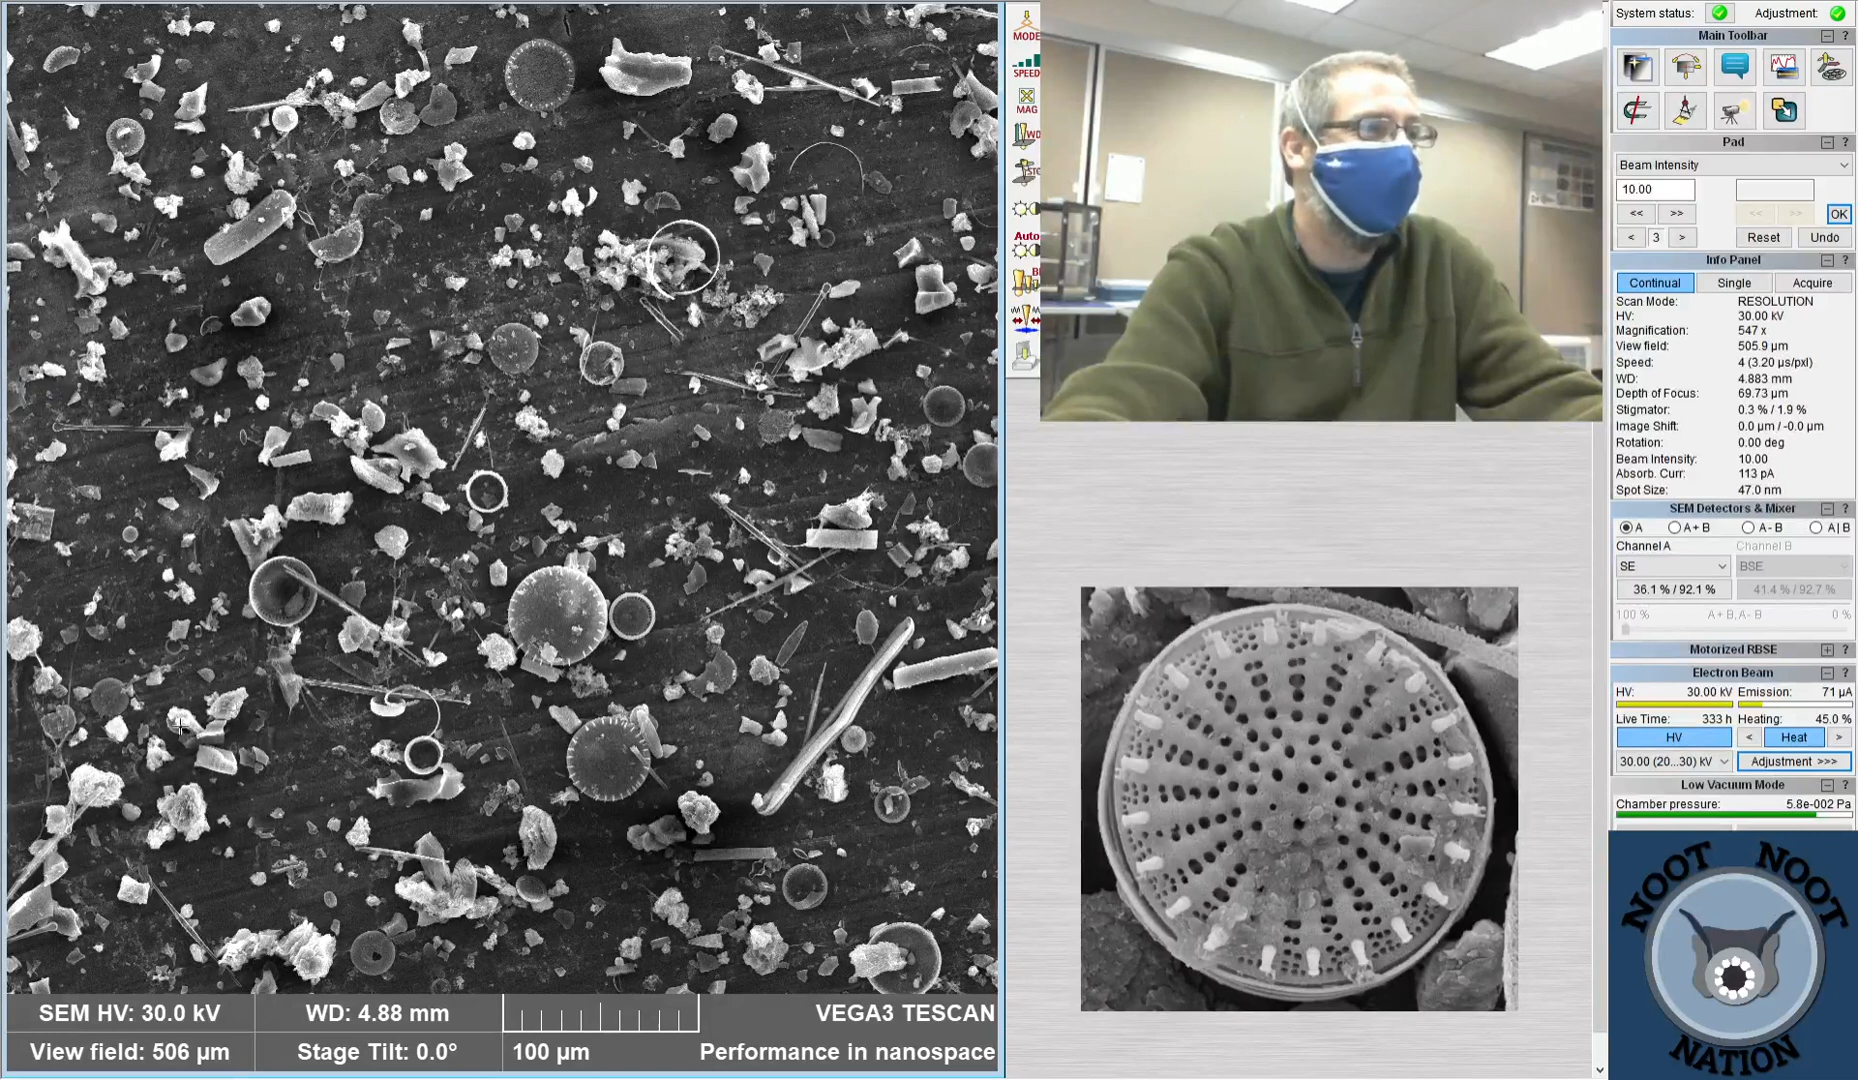 SEM HV: 30.0 kV
WD: 4.88 mm
VEGA3 TESCAN
View field: 506 µm
Stage Tilt: 0.0°
100 µm
Performance in nanospace
MODE
SPEED
MAG
WD
Auto
System status:
Adjustment:
Main Toolbar
Pad
Beam Intensity
10.00
<< >> << >> OK
< 3 > Reset Undo
Info Panel
Continual Single Acquire
Scan Mode: RESOLUTION
HV: 30.00 kV
Magnification: 547 x
View field: 505.9 µm
Speed: 4 (3.20 µs/pxl)
WD: 4.883 mm
Depth of Focus: 69.73 µm
Stigmator: 0.3 % / 1.9 %
Image Shift: 0.0 µm / -0.0 µm
Rotation: 0.00 deg
Beam Intensity: 10.00
Absorb. Curr: 113 pA
Spot Size: 47.0 nm
SEM Detectors & Mixer
A A + B A - B A | B
Channel A Channel B
SE BSE
36.1 % / 92.1 % 41.4 % / 92.7 %
100 % A + B, A - B 0 %
Motorized RBSE
Electron Beam
HV: 30.00 kV Emission: 71 µA
Live Time: 333 h Heating: 45.0 %
HV < Heat >
30.00 (20...30) kV Adjustment >>>
Low Vacuum Mode
Chamber pressure: 5.8e-002 Pa
NOOT NOOT
NATION